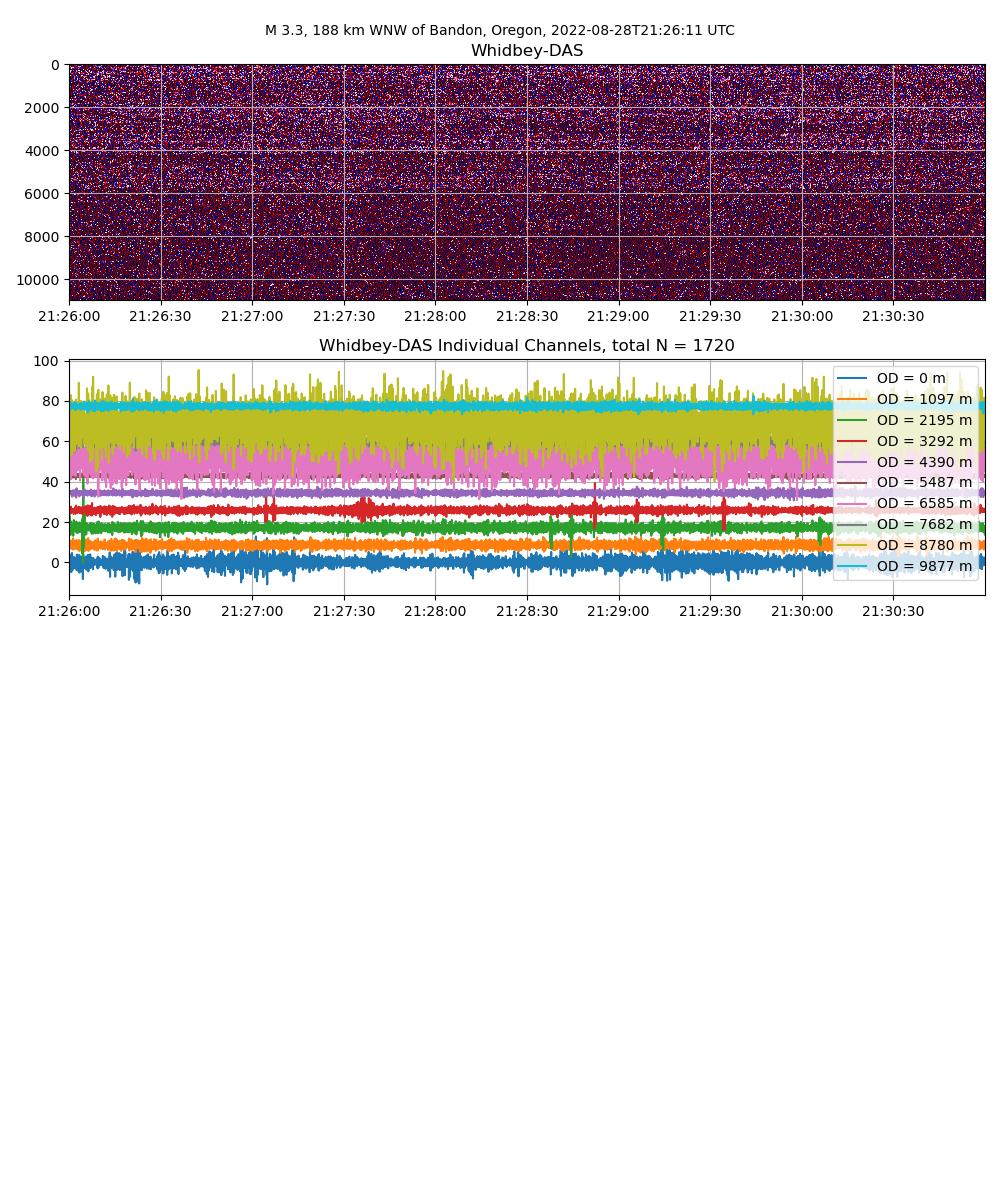 M 3.3, 188 km WNW of Bandon, Oregon, 2022-08-28T21:26:11 UTC
Whidbey-DAS
0
2000
4000
6000
8000
10000
21:26:00 21:26:30 21:27:00 21:27:30 21:28:00 21:28:30 21:29:00 21:29:30 21:30:00 21:30:30
Whidbey-DAS Individual Channels, total N = 1720
100
80
60
40
20
0
OD = 0 m
OD = 1097 m
OD = 2195 m
OD = 3292 m
OD = 4390 m
OD = 5487 m
OD = 6585 m
OD = 7682 m
OD = 8780 m
OD = 9877 m
21:26:00 21:26:30 21:27:00 21:27:30 21:28:00 21:28:30 21:29:00 21:29:30 21:30:00 21:30:30